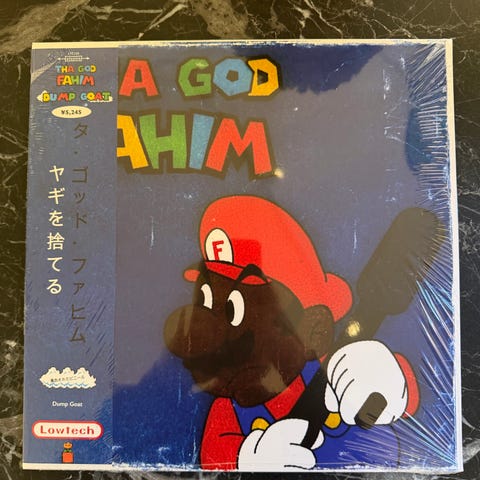 THA GOD
FAHIM
DUMP GOAT
¥5,245
タ・ゴッド・ファヒム
ヤギを捨てる
Dump Goat
Lowtech
A GOD
AHIM
F